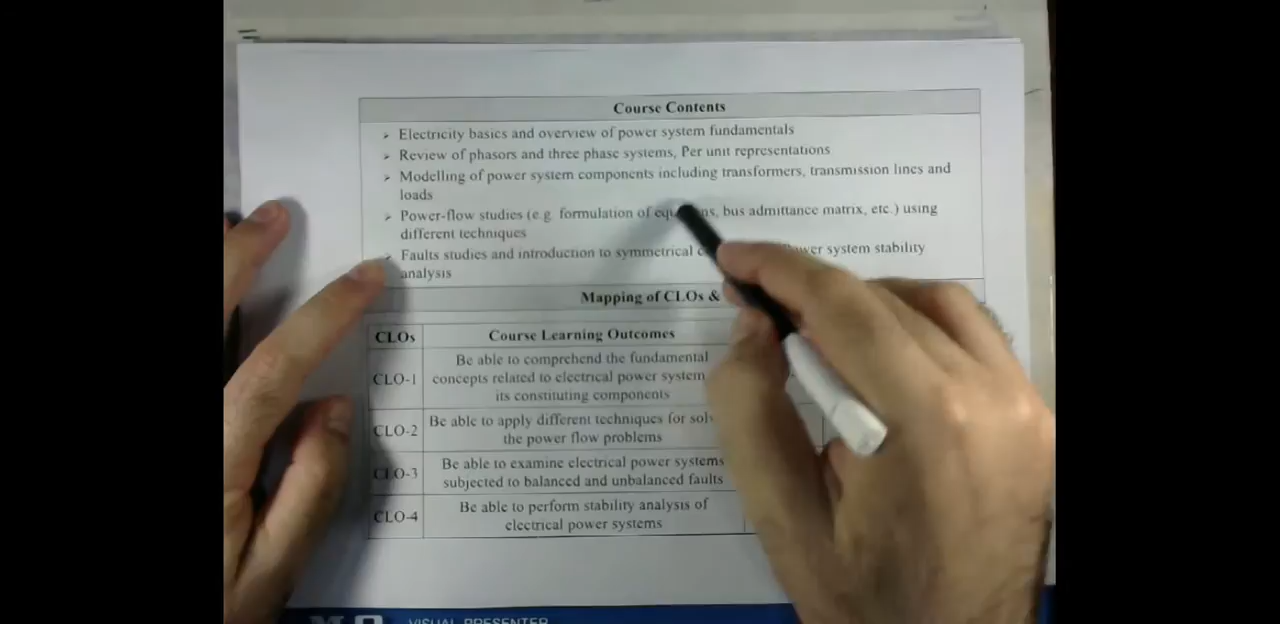 Course Contents
➢ Electricity basics and overview of power system fundamentals
➢ Review of phasors and three phase systems, Per unit representations
➢ Modelling of power system components including transformers, transmission lines and
loads
➢ Power-flow studies (e.g. formulation of bus admittance matrix, etc.) using
different techniques
➢ Faults studies and introduction to symmetrical system stability
analysis
Mapping of CLOs &
CLOs Course Learning Outcomes
CLO-1 Be able to comprehend the fundamental
concepts related to electrical power system
its constituting components
CLO-2 Be able to apply different techniques for
the power flow problems
CLO-3 Be able to examine electrical power systems
subjected to balanced and unbalanced faults
CLO-4 Be able to perform stability analysis of
electrical power systems
VISUAL PRESENTER